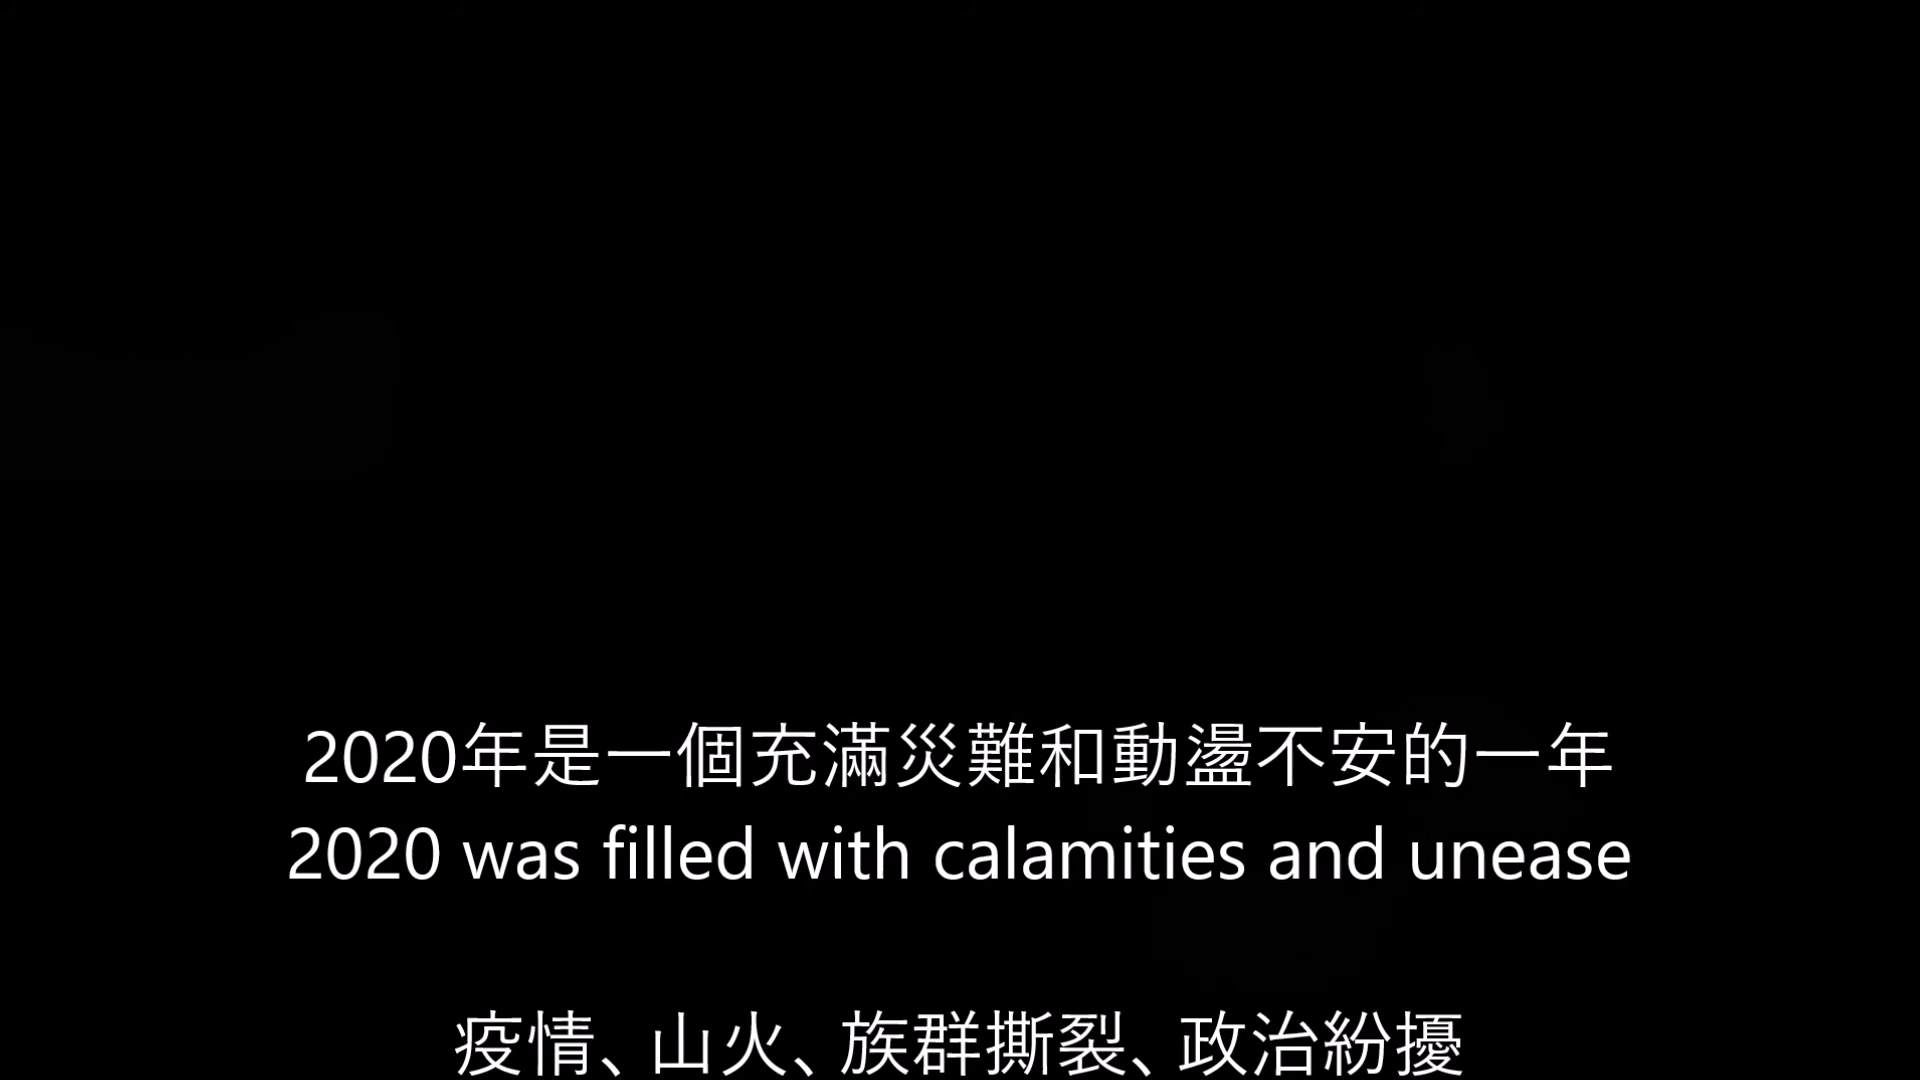 2020年是一個充滿災難和動盪不安的一年
2020 was filled with calamities and unease
疫情、山火、族群撕裂、政治紛擾